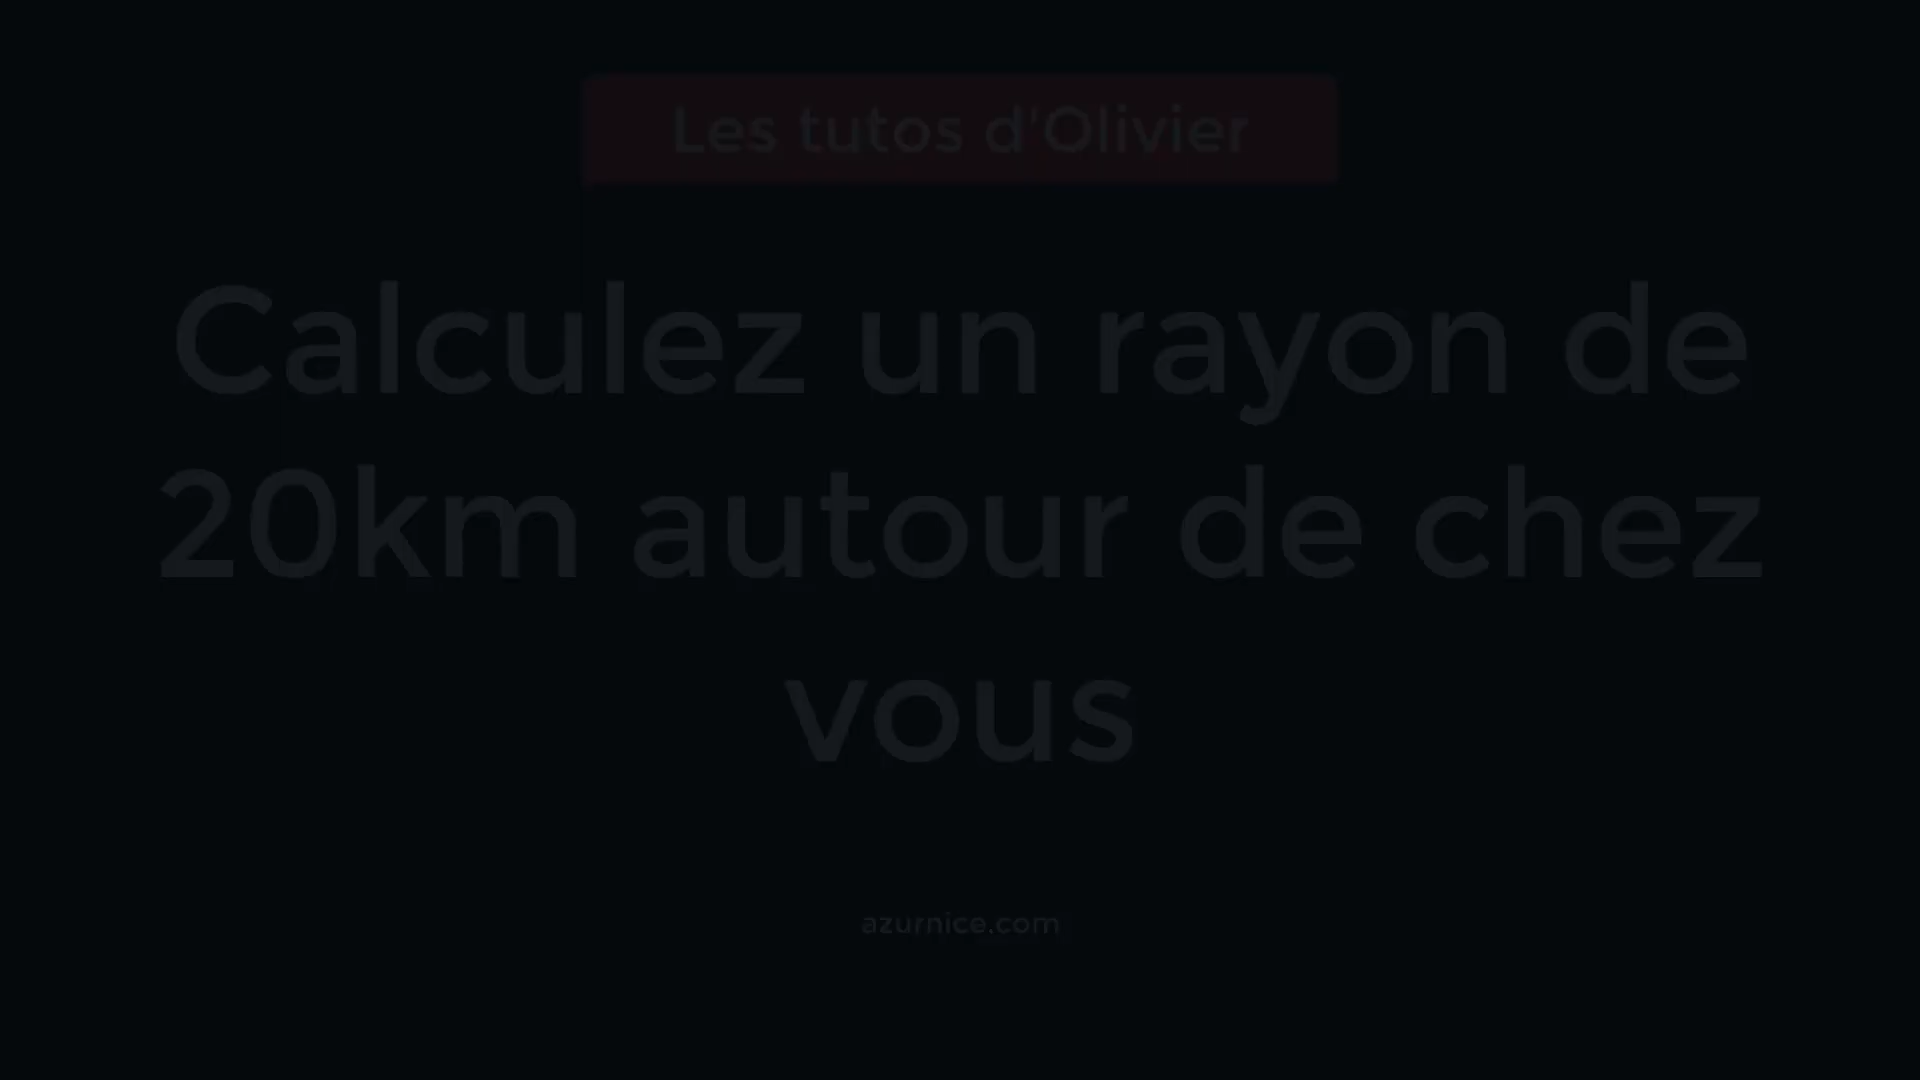 Les tutos d'Olivier
Calculez un rayon de
20km autour de chez
vous
azurnice.com